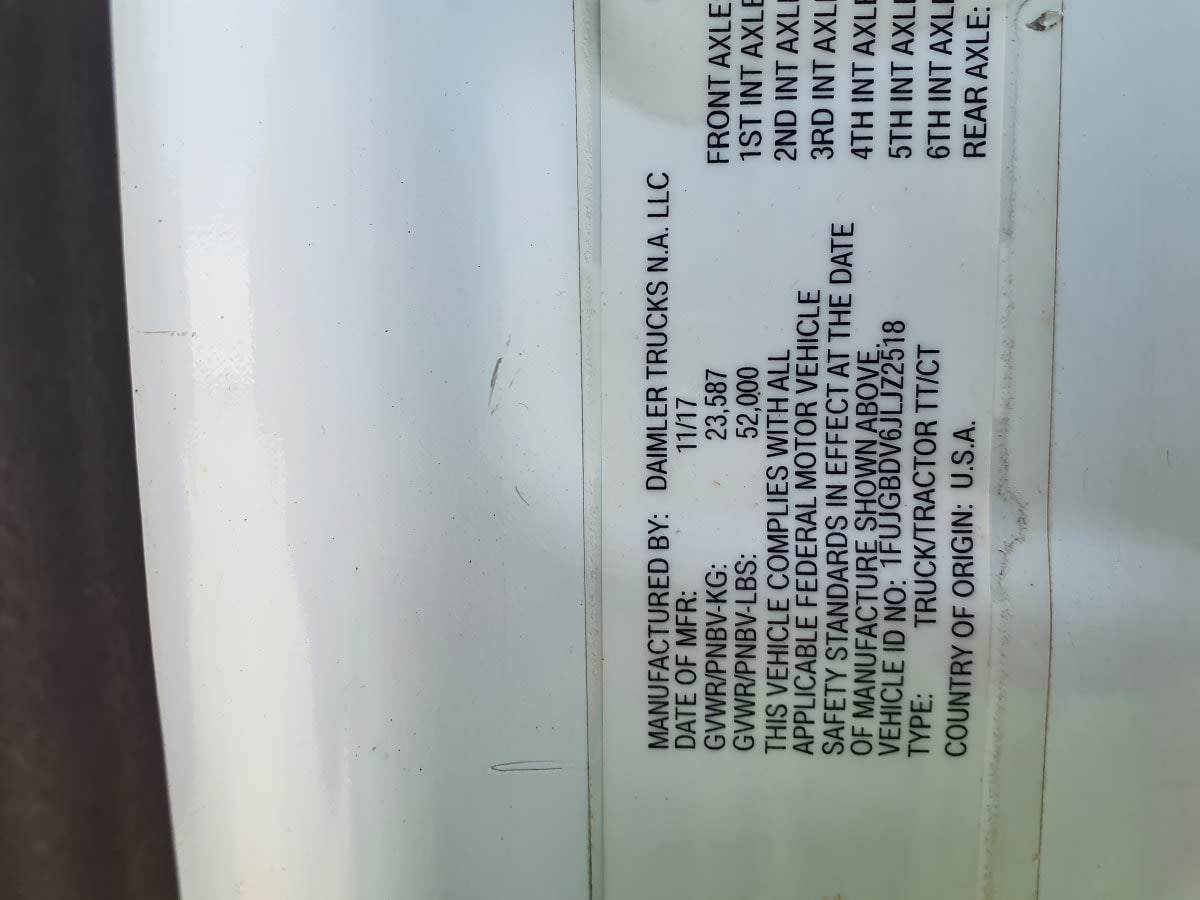 MANUFACTURED BY: DAIMLER TRUCKS N.A. LLC
DATE OF MFR: 11/17
GVWR/PNBV-KG: 23,587
GVWR/PNBV-LBS: 52,000
THIS VEHICLE COMPLIES WITH ALL
APPLICABLE FEDERAL MOTOR VEHICLE
SAFETY STANDARDS IN EFFECT AT THE DATE
OF MANUFACTURE SHOWN ABOVE.
VEHICLE ID NO: 1FUJGBDV6JLJZ2518
TYPE: TRUCK/TRACTOR TT/CT
COUNTRY OF ORIGIN: U.S.A.
FRONT AXLE
1ST INT AXLE
2ND INT AXLE
3RD INT AXLE
4TH INT AXLE
5TH INT AXLE
6TH INT AXLE
REAR AXLE: